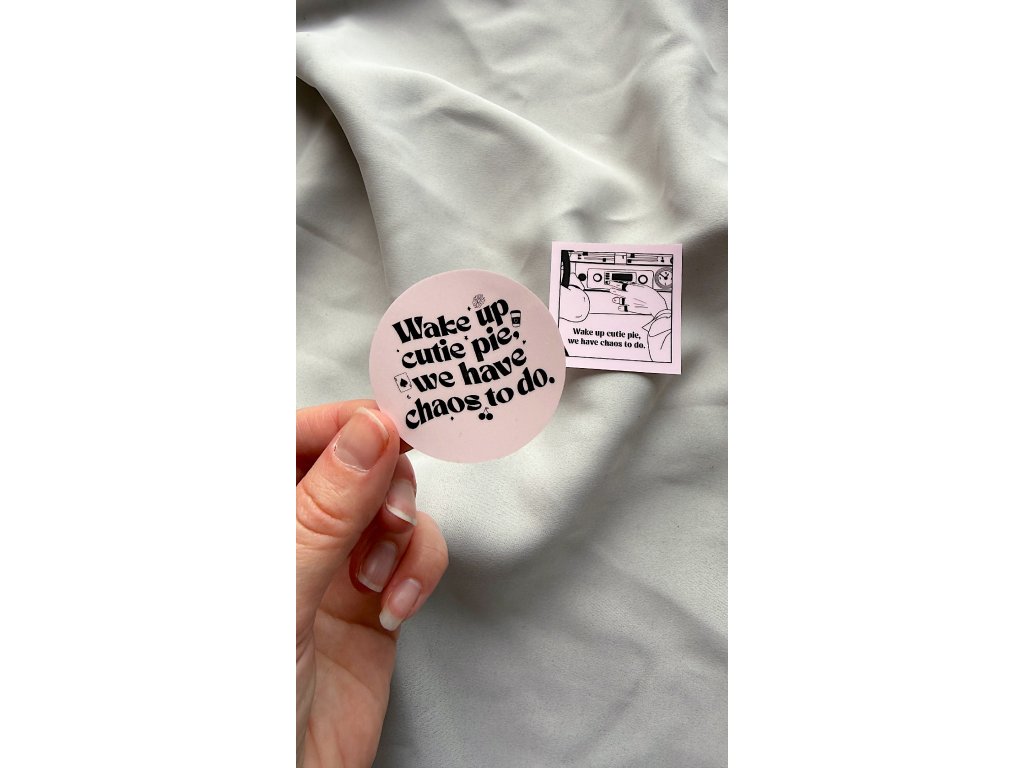 Wake up
cutie pie,
we have
chaos to do.
Wake up cutie pie,
we have chaos to do.